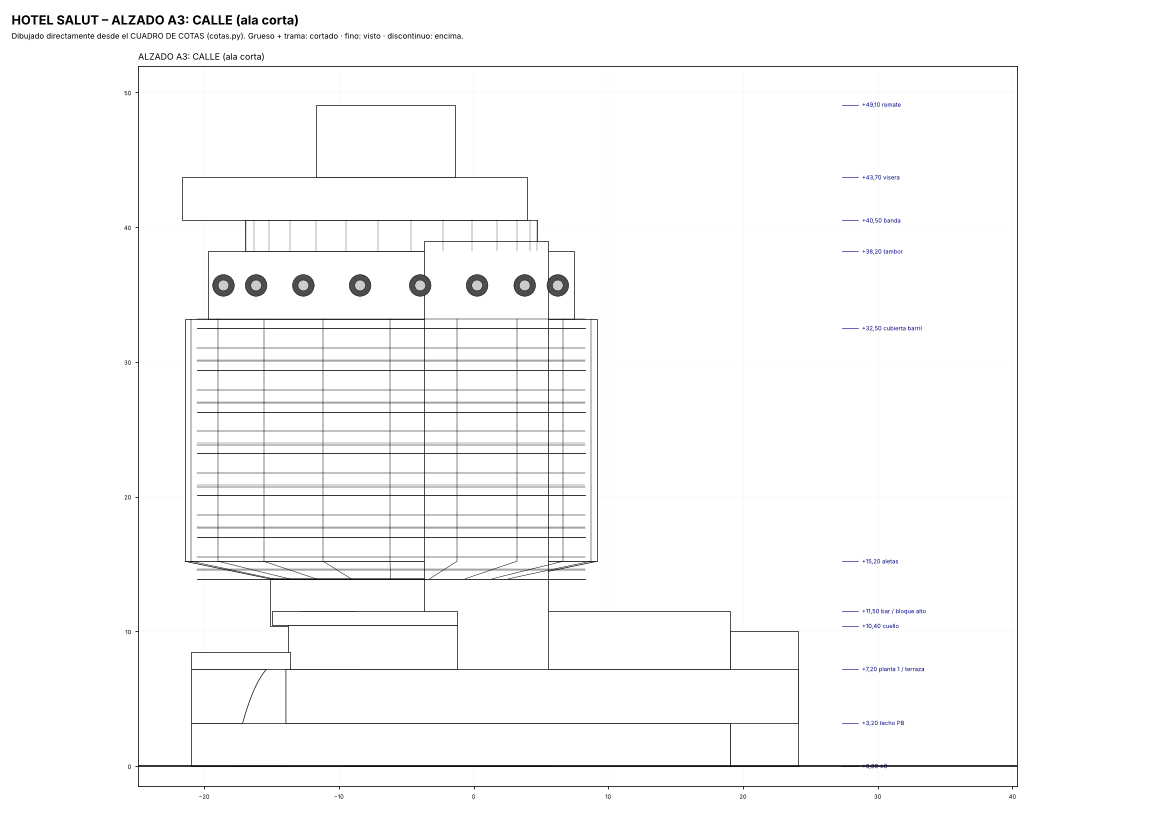 HOTEL SALUT – ALZADO A3: CALLE (ala corta)
Dibujado directamente desde el CUADRO DE COTAS (cotas.py). Grueso + trama: cortado · fino: visto · discontinuo: encima.
ALZADO A3: CALLE (ala corta)
50
+49,10 remate
+43,70 visera
+40,50 banda
40
+38,20 tambor
+32,50 cubierta barril
30
20
+15,20 aletas
+11,50 bar / bloque alto
+10,40 cuello
10
+7,20 planta 1 / terraza
+3,20 techo PB
0
−20
−10
0
10
20
30
40